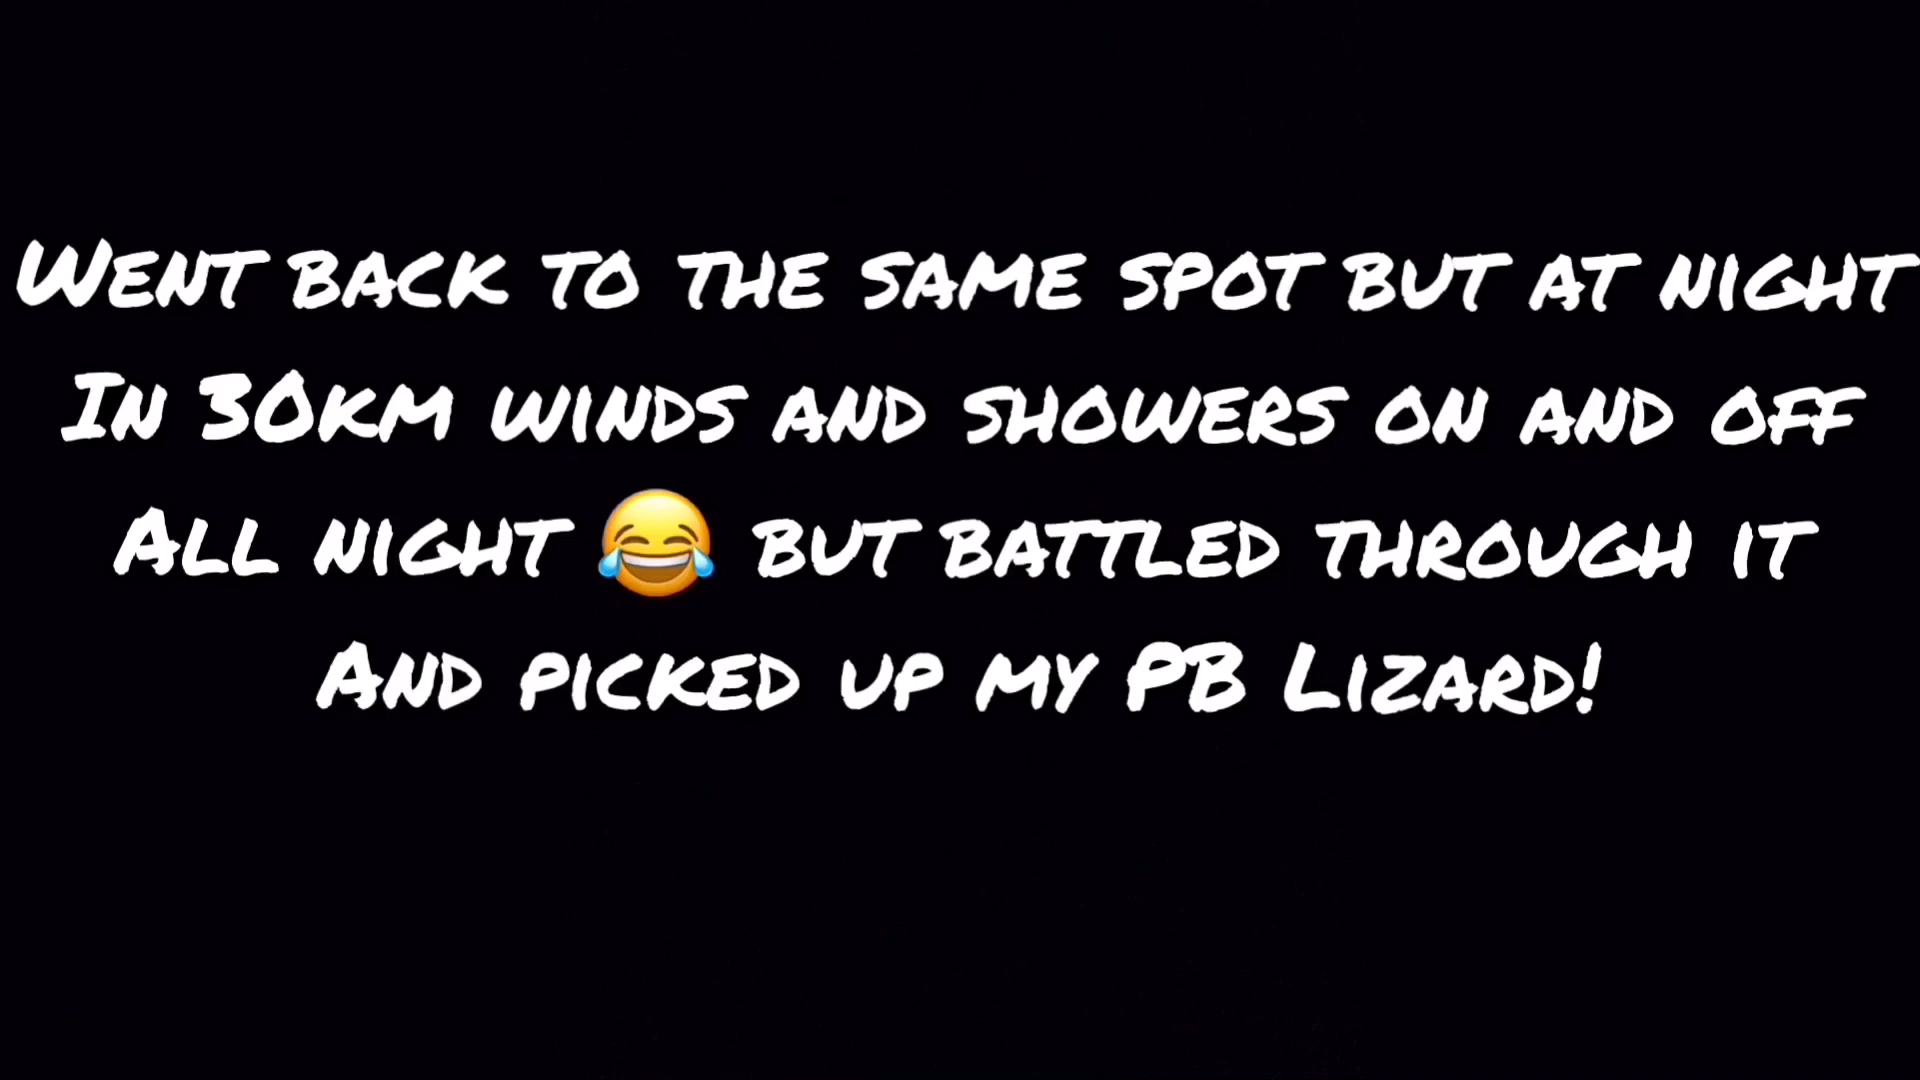 Went back to the same spot but at night
In 30km winds and showers on and off
All night 😂 but battled through it
And picked up my PB Lizard!